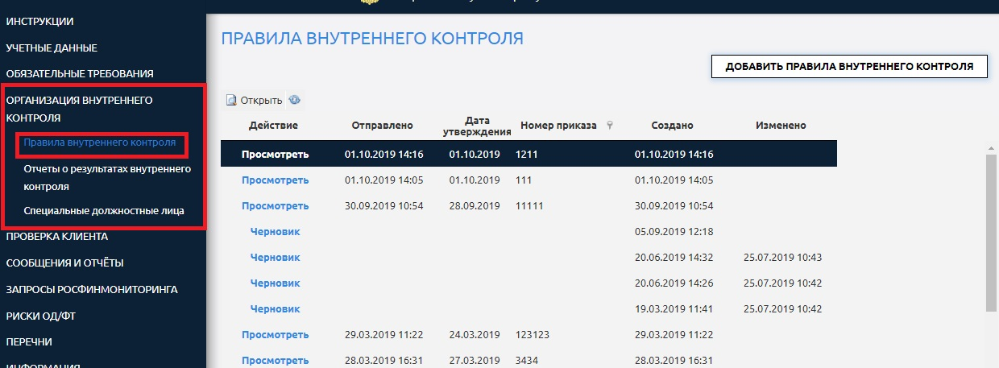 ИНСТРУКЦИИ
УЧЕТНЫЕ ДАННЫЕ
ОБЯЗАТЕЛЬНЫЕ ТРЕБОВАНИЯ
ОРГАНИЗАЦИЯ ВНУТРЕННЕГО
КОНТРОЛЯ
Правила внутреннего контроля
Отчеты о результатах внутреннего
контроля
Специальные должностные лица
ПРОВЕРКА КЛИЕНТА
СООБЩЕНИЯ И ОТЧЁТЫ
ЗАПРОСЫ РОСФИНМОНИТОРИНГА
РИСКИ ОД/ФТ
ПЕРЕЧНИ
ИНФОРМАЦИЯ
ПРАВИЛА ВНУТРЕННЕГО КОНТРОЛЯ
ДОБАВИТЬ ПРАВИЛА ВНУТРЕННЕГО КОНТРОЛЯ
Открыть
Действие Отправлено Дата утверждения Номер приказа Создано Изменено
Просмотреть 01.10.2019 14:16 01.10.2019 1211 01.10.2019 14:16
Просмотреть 01.10.2019 14:05 01.10.2019 111 01.10.2019 14:05
Просмотреть 30.09.2019 10:54 28.09.2019 11111 30.09.2019 10:54
Черновик 05.09.2019 12:18
Черновик 20.06.2019 14:32 25.07.2019 10:43
Черновик 20.06.2019 14:26 25.07.2019 10:42
Черновик 19.03.2019 11:41 25.07.2019 10:42
Просмотреть 29.03.2019 11:22 24.03.2019 123123 29.03.2019 11:22
Просмотреть 28.03.2019 16:31 27.03.2019 3434 28.03.2019 16:31